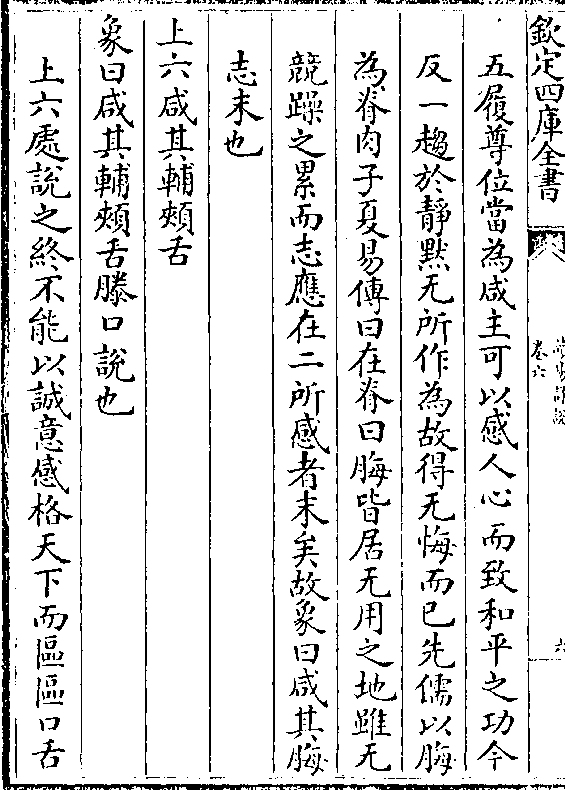 欽定四庫全書
卷六
五履尊位當為咸主可以感人心而致和平之功今
反一趨於靜默无所作為故得无悔而已先儒以脢
為脊肉子夏易傳曰在脊曰脢皆居无用之地雖无
競躁之累而志應在二所感者末矣故象曰咸其脢
志末也
上六咸其輔頰舌
象曰咸其輔頰舌滕口說也
上六處說之終不能以誠意感格天下而區區口舌